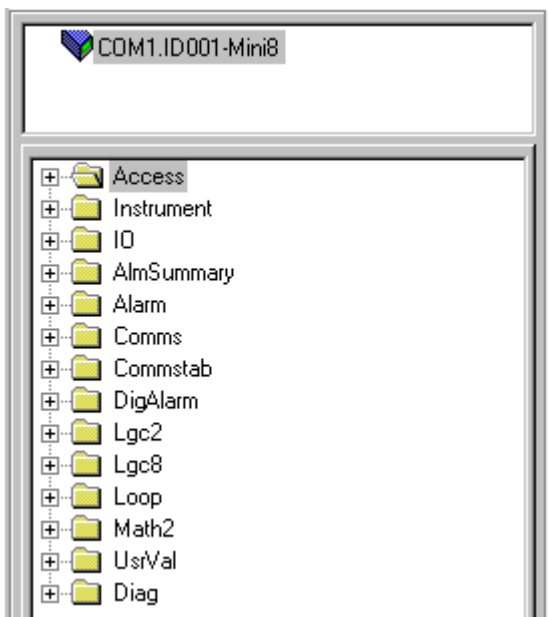 COM1.ID001-Mini8
Access
Instrument
IO
AlmSummary
Alarm
Comms
Commstab
DigAlarm
Lgc2
Lgc8
Loop
Math2
UsrVal
Diag